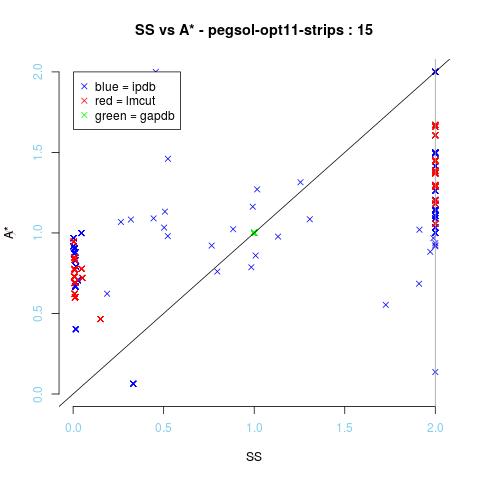 SS vs A* - pegsol-opt11-strips : 15
blue = ipdb
red = lmcut
green = gapdb
2.0
1.5
1.0
0.5
0.0
A*
0.0 0.5 1.0 1.5 2.0
SS